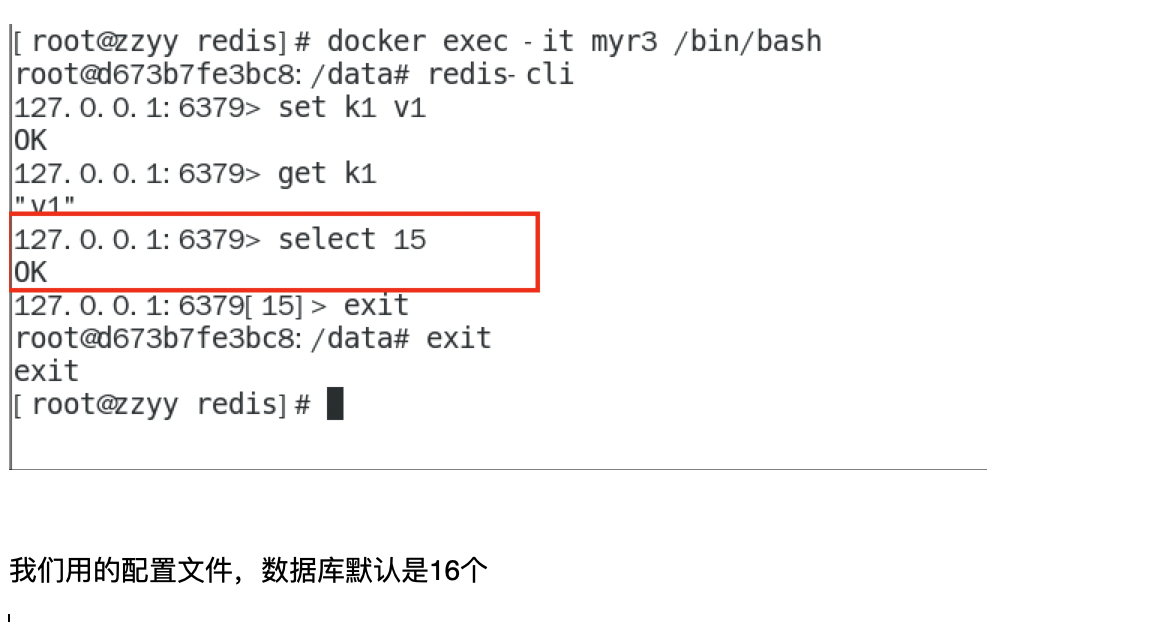 [root@zzyy redis]# docker exec -it myr3 /bin/bash
root@d673b7fe3bc8:/data# redis-cli
127.0.0.1:6379> set k1 v1
OK
127.0.0.1:6379> get k1
"v1"
127.0.0.1:6379> select 15
OK
127.0.0.1:6379[15]> exit
root@d673b7fe3bc8:/data# exit
exit
[root@zzyy redis]#
我们用的配置文件，数据库默认是16个